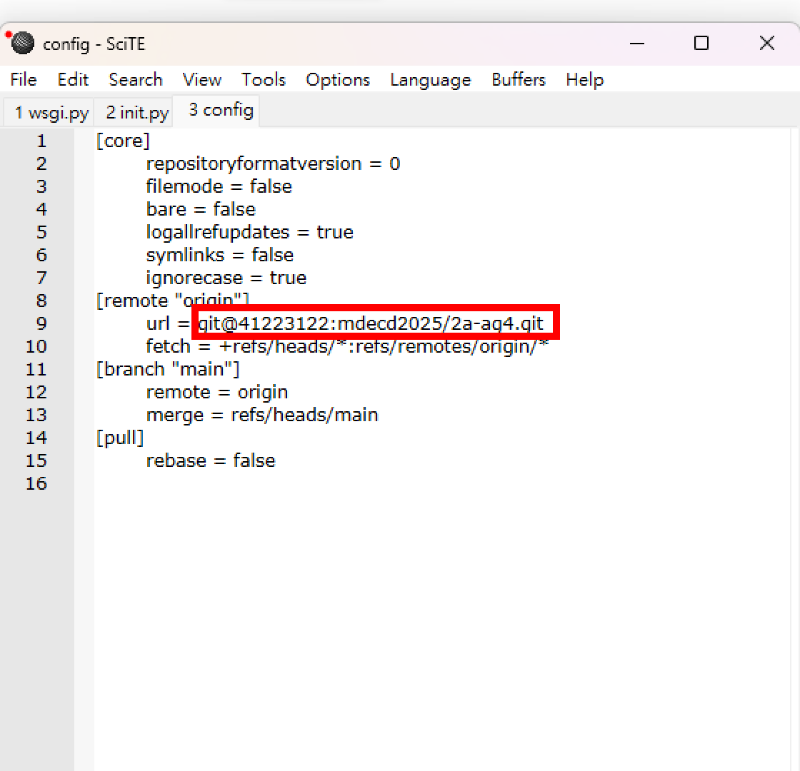 config - SciTE
File Edit Search View Tools Options Language Buffers Help
1 wsgi.py 2 init.py 3 config
1 [core]
2 repositoryformatversion = 0
3 filemode = false
4 bare = false
5 logallrefupdates = true
6 symlinks = false
7 ignorecase = true
8 [remote "origin"]
9 url = git@41223122:mdecd2025/2a-ag4.git
10 fetch = +refs/heads/*:refs/remotes/origin/*
11 [branch "main"]
12 remote = origin
13 merge = refs/heads/main
14 [pull]
15 rebase = false
16